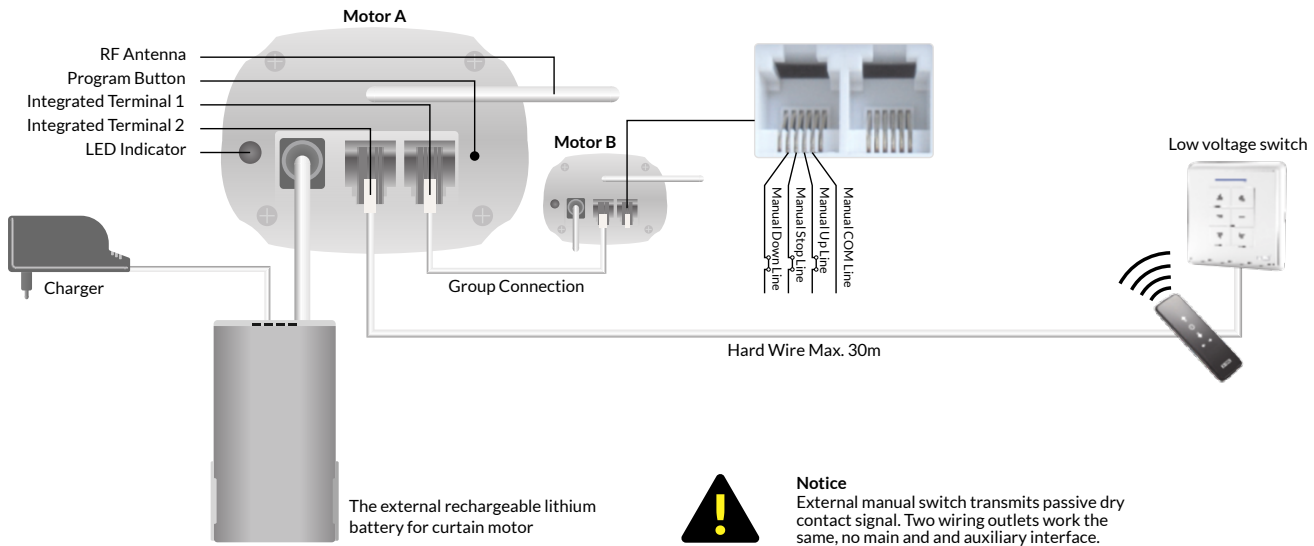 Motor A
RF Antenna
Program Button
Integrated Terminal 1
Integrated Terminal 2
LED Indicator
Motor B
Low voltage switch
Manual Down Line
Manual Stop Line
Manual Up Line
Manual COM Line
Charger
Group Connection
Hard Wire Max. 30m
The external rechargeable lithium
battery for curtain motor
Notice
External manual switch transmits passive dry
contact signal. Two wiring outlets work the
same, no main and and auxiliary interface.